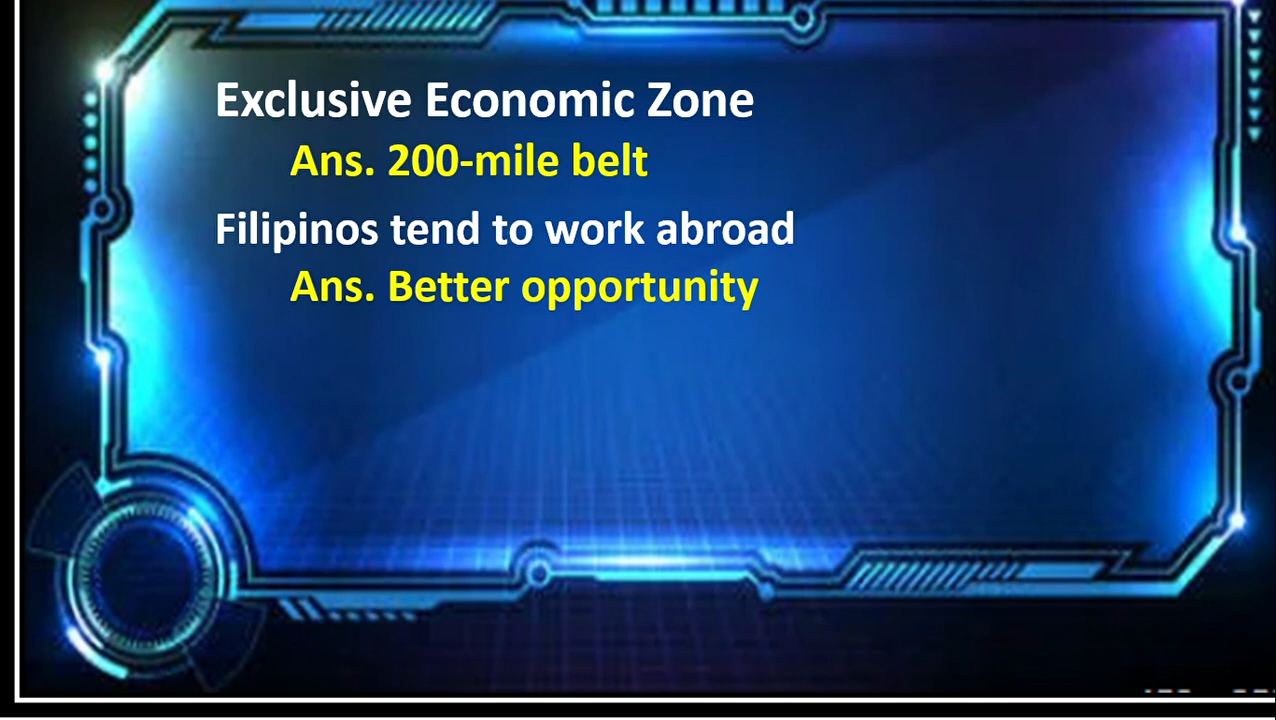 Exclusive Economic Zone
Ans. 200-mile belt
Filipinos tend to work abroad
Ans. Better opportunity